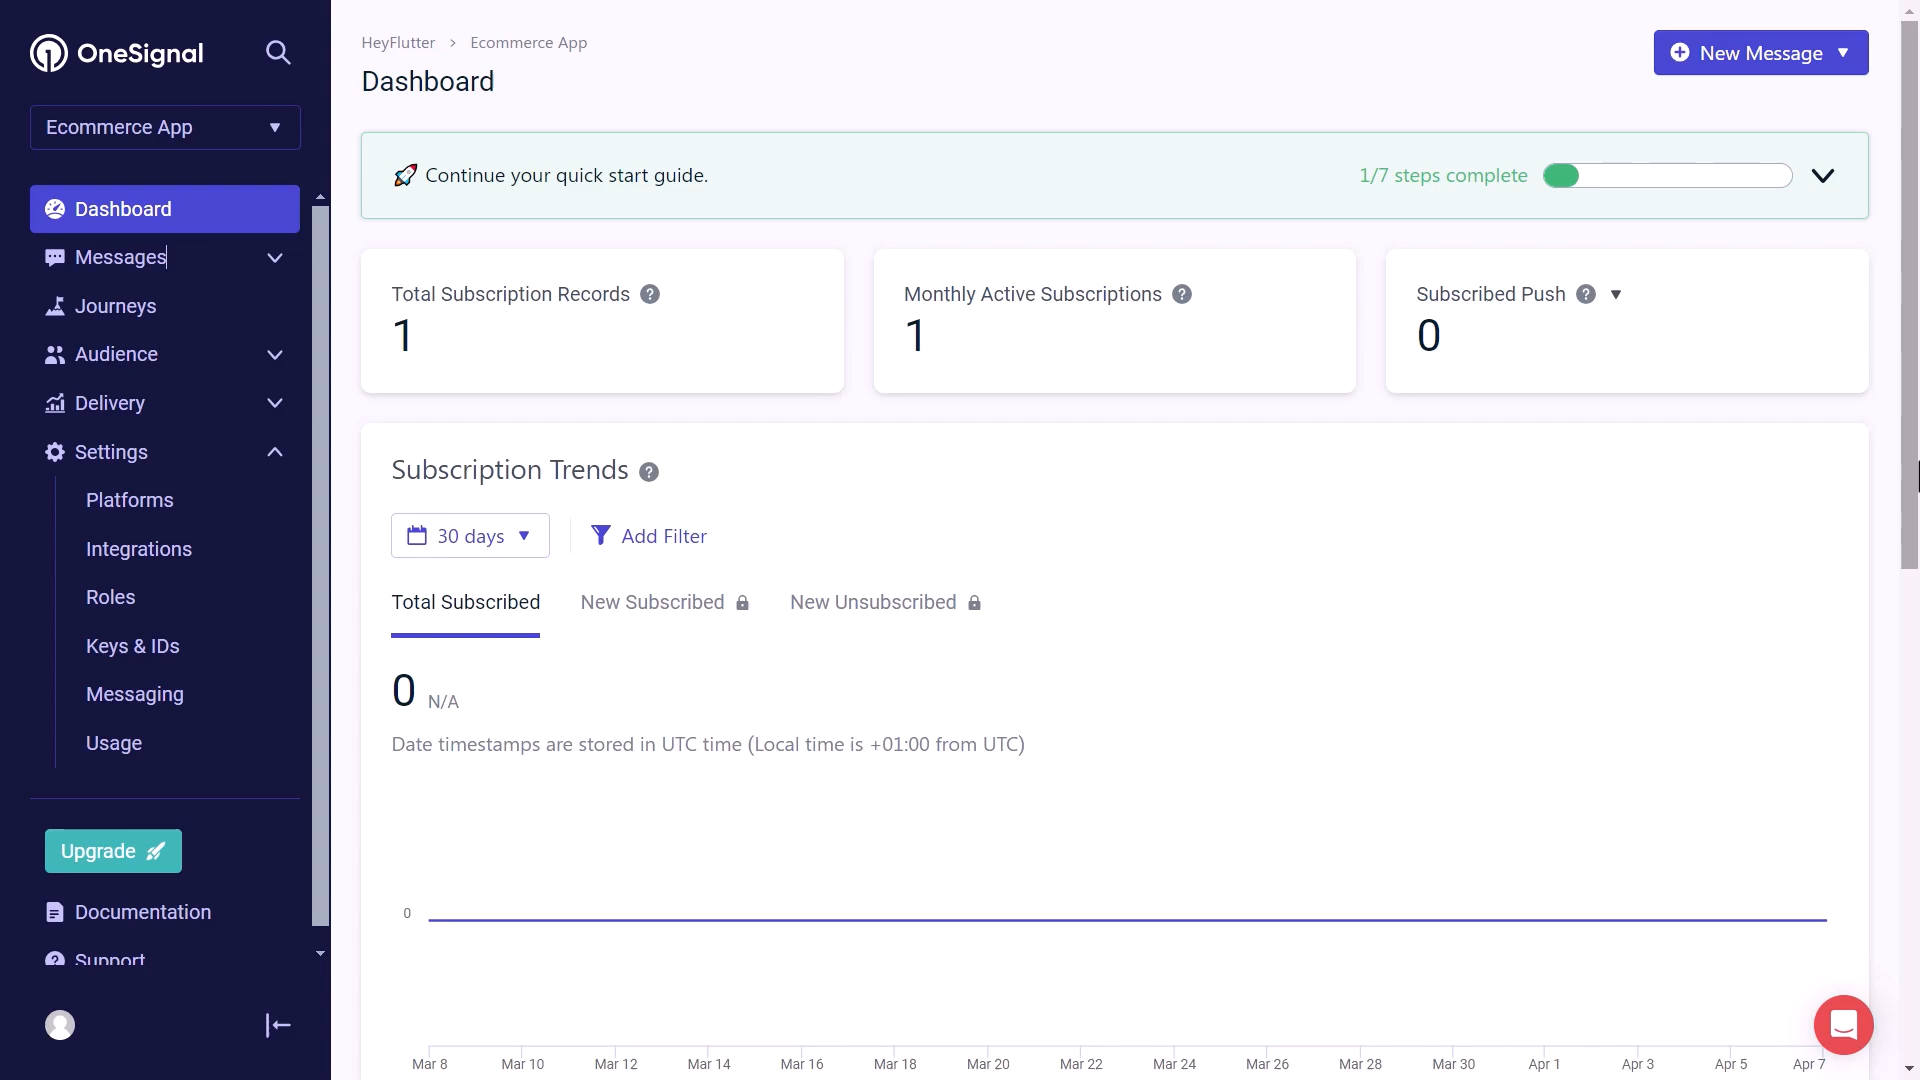 OneSignal
Ecommerce App
Dashboard
Messages
Journeys
Audience
Delivery
Settings
Platforms
Integrations
Roles
Keys & IDs
Messaging
Usage
Upgrade
Documentation
Support
HeyFlutter > Ecommerce App
Dashboard
New Message
Continue your quick start guide.
1/7 steps complete
Total Subscription Records ?
1
Monthly Active Subscriptions ?
1
Subscribed Push ?
0
Subscription Trends ?
30 days
Add Filter
Total Subscribed New Subscribed New Unsubscribed
0 N/A
Date timestamps are stored in UTC time (Local time is +01:00 from UTC)
0
Mar 8 Mar 10 Mar 12 Mar 14 Mar 16 Mar 18 Mar 20 Mar 22 Mar 24 Mar 26 Mar 28 Mar 30 Apr 1 Apr 3 Apr 5 Apr 7